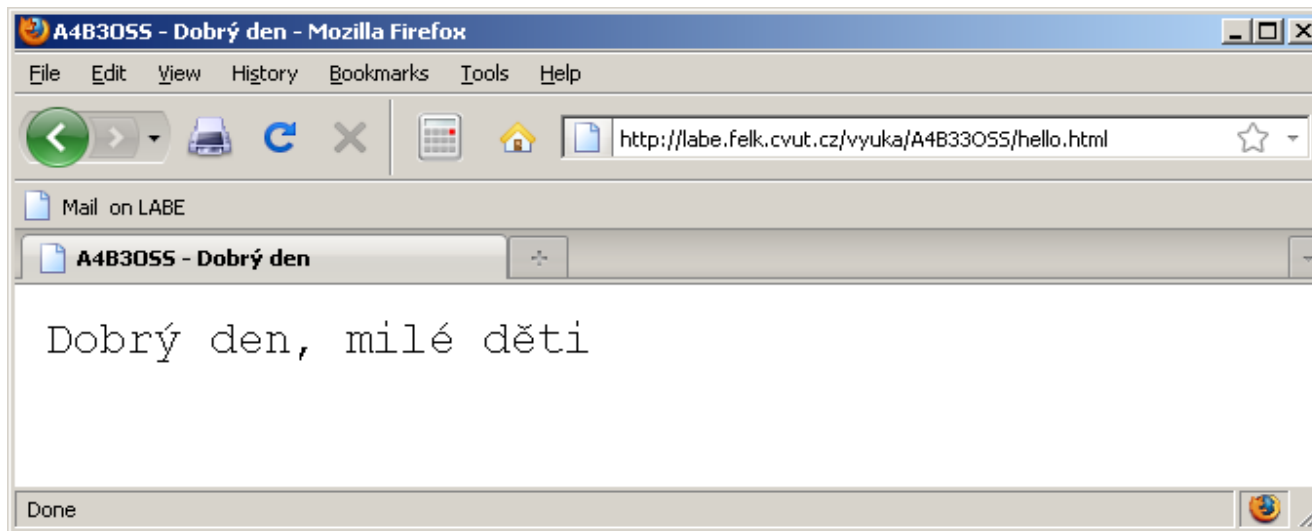 A4B3OSS - Dobrý den - Mozilla Firefox
File Edit View History Bookmarks Tools Help
http://labe.felk.cvut.cz/vyuka/A4B33OSS/hello.html
Mail on LABE
A4B3OSS - Dobrý den
Dobrý den, milé děti
Done